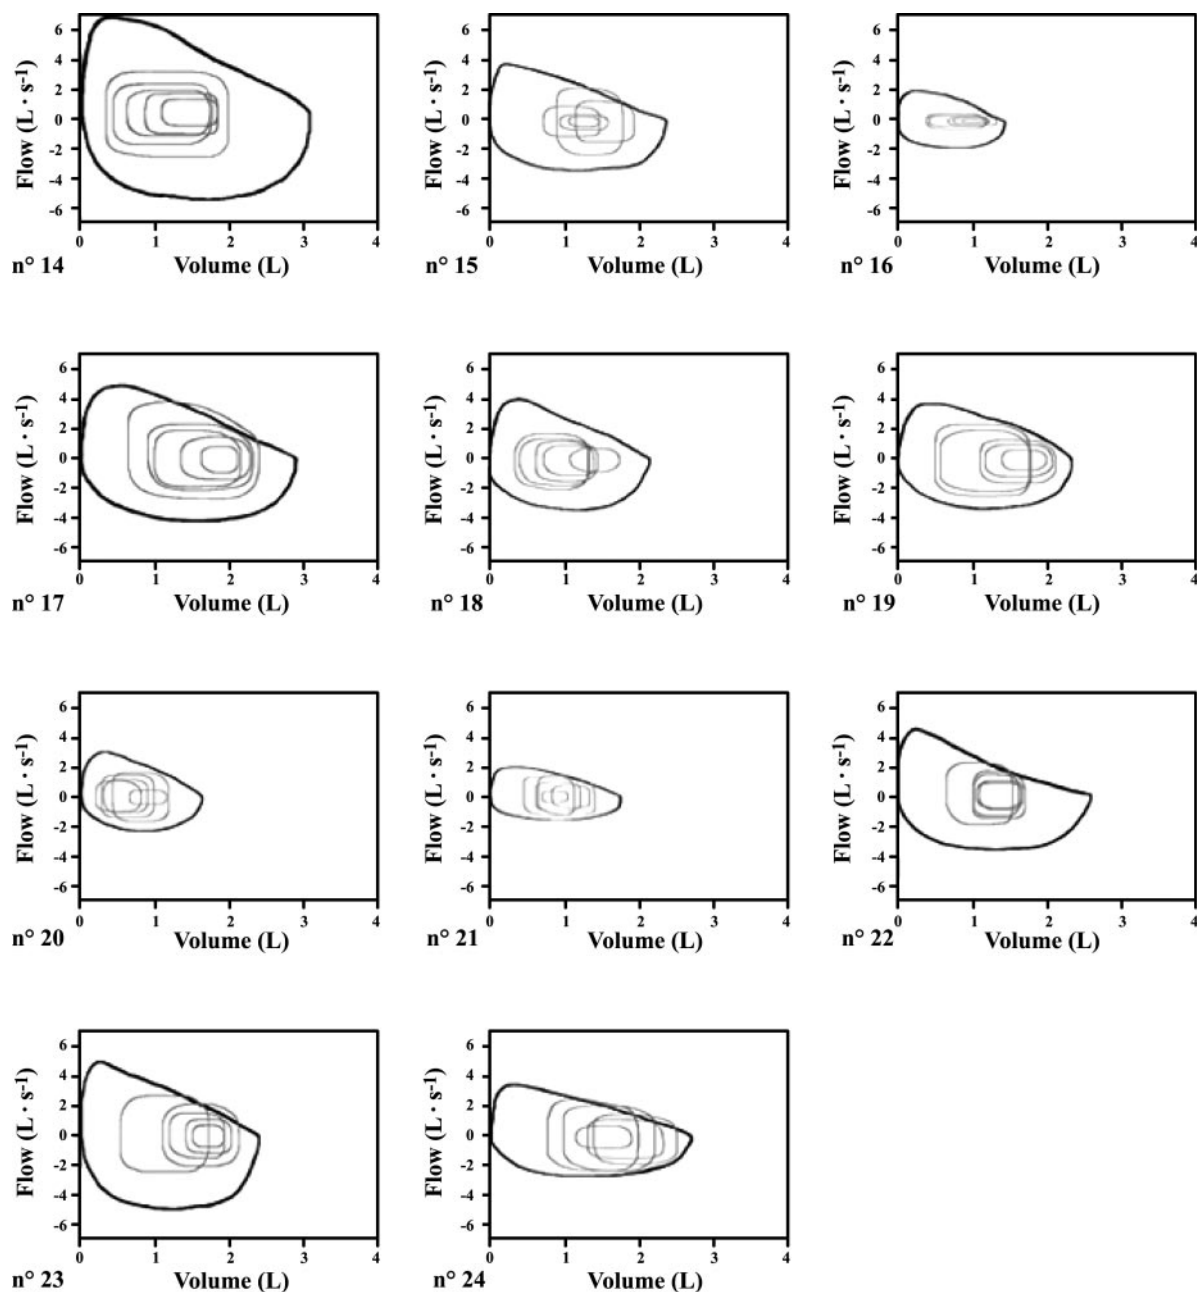 Flow (L · s-1)
6
4
2
0
-2
-4
-6
0 1 2 3 4
n° 14 Volume (L)
Flow (L · s-1)
6
4
2
0
-2
-4
-6
0 1 2 3 4
n° 15 Volume (L)
Flow (L · s-1)
6
4
2
0
-2
-4
-6
0 1 2 3 4
n° 16 Volume (L)
Flow (L · s-1)
6
4
2
0
-2
-4
-6
0 1 2 3 4
n° 17 Volume (L)
Flow (L · s-1)
6
4
2
0
-2
-4
-6
0 1 2 3 4
n° 18 Volume (L)
Flow (L · s-1)
6
4
2
0
-2
-4
-6
0 1 2 3 4
n° 19 Volume (L)
Flow (L · s-1)
6
4
2
0
-2
-4
-6
0 1 2 3 4
n° 20 Volume (L)
Flow (L · s-1)
6
4
2
0
-2
-4
-6
0 1 2 3 4
n° 21 Volume (L)
Flow (L · s-1)
6
4
2
0
-2
-4
-6
0 1 2 3 4
n° 22 Volume (L)
Flow (L · s-1)
6
4
2
0
-2
-4
-6
0 1 2 3 4
n° 23 Volume (L)
Flow (L · s-1)
6
4
2
0
-2
-4
-6
0 1 2 3 4
n° 24 Volume (L)